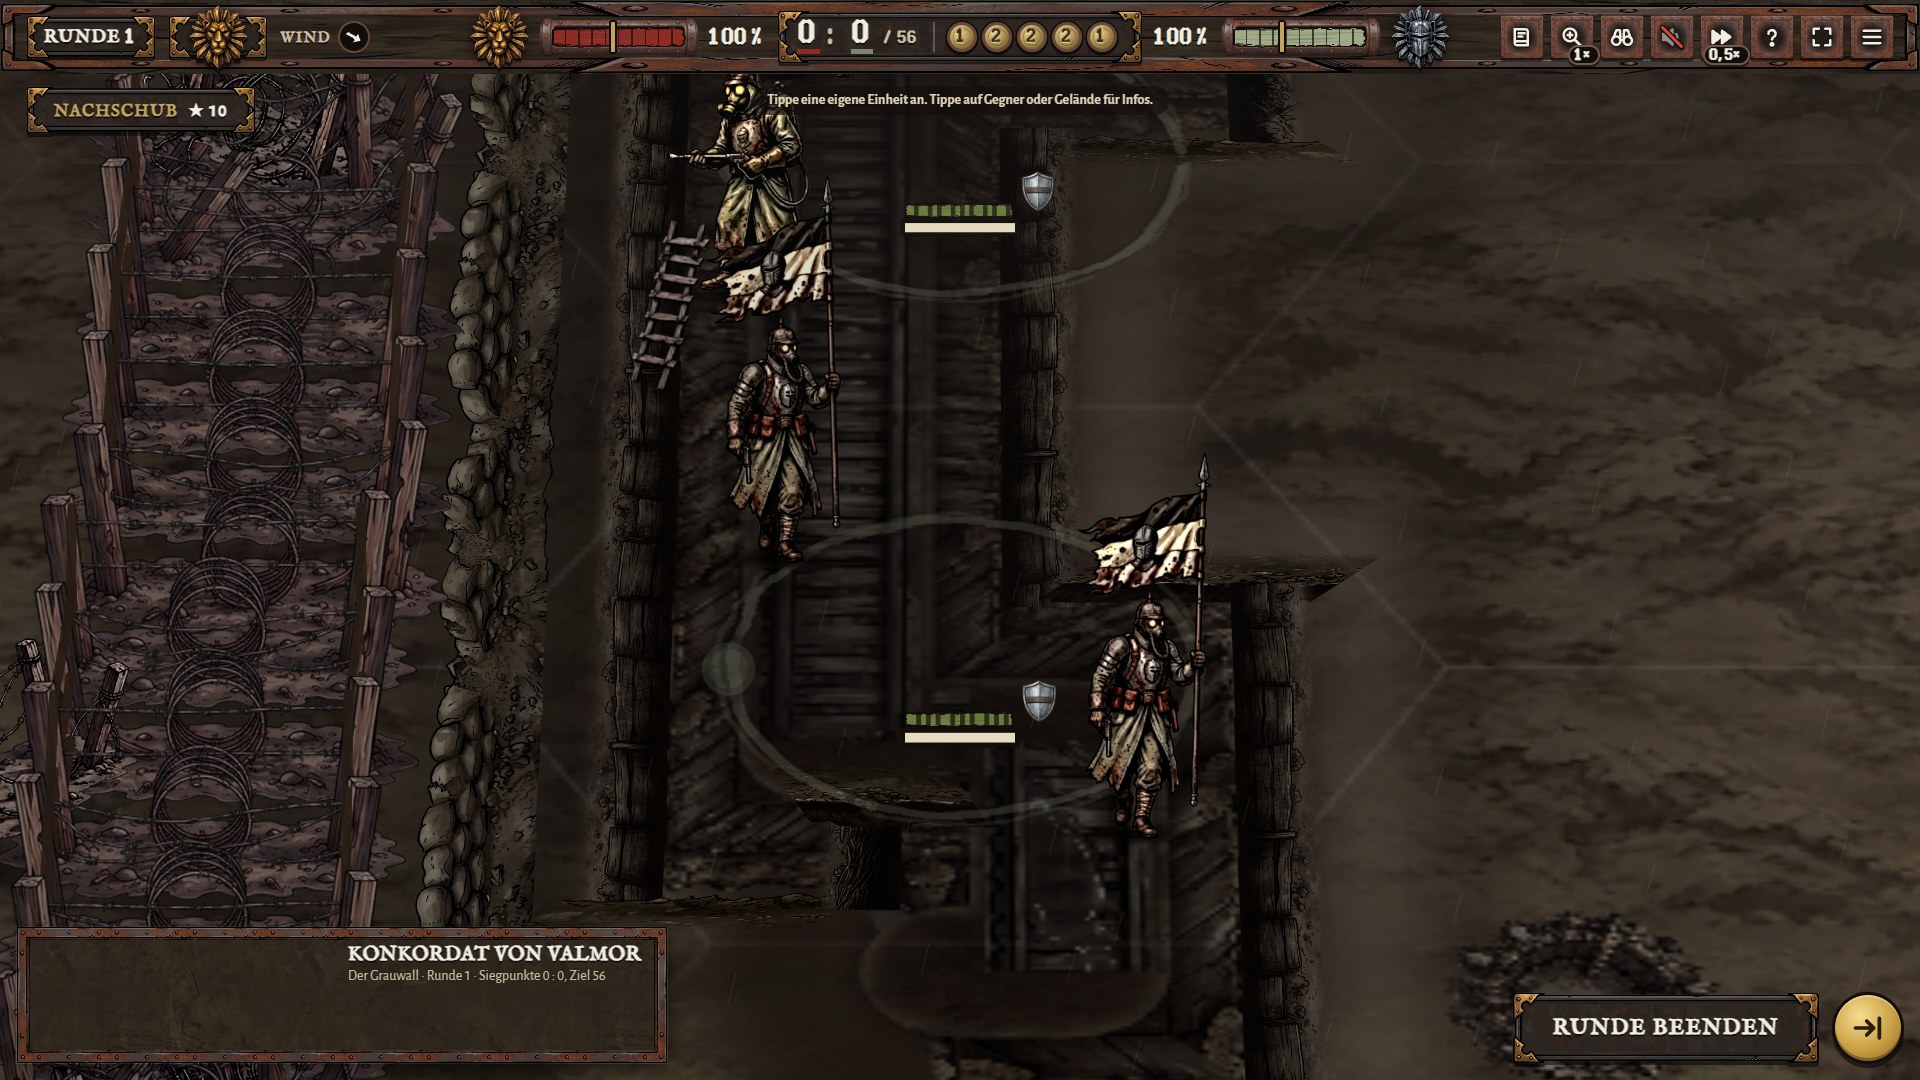 RUNDE 1
WIND
100 %
0 : 0 / 56
1 2 2 2 1
100 %
1×
0,5×
?
NACHSCHUB ★ 10
Tippe eine eigene Einheit an. Tippe auf Gegner oder Gelände für Infos.
KONKORDAT VON VALMOR
Der Grauwall · Runde 1 · Siegpunkte 0 : 0, Ziel 56
RUNDE BEENDEN